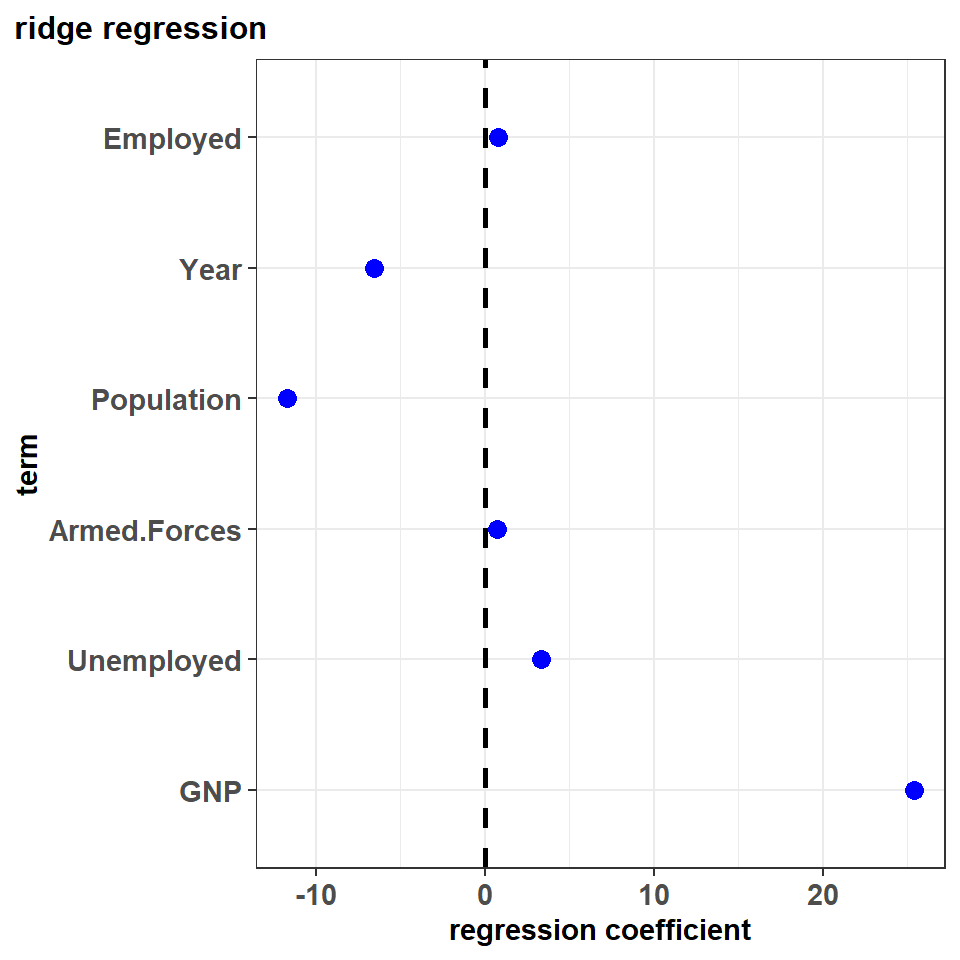 ridge regression
Employed
Year
Population
term
Armed.Forces
Unemployed
GNP
-10 0 10 20
regression coefficient